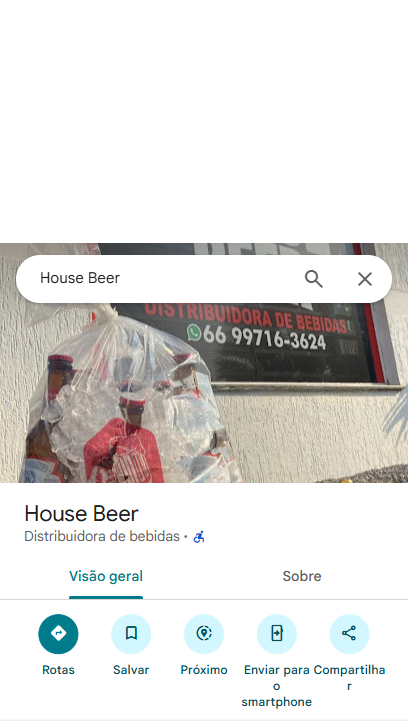 House Beer
DISTRIBUIDORA DE BEBIDAS!
66 99716-3624
House Beer
Distribuidora de bebidas •
Visão geral
Sobre
Rotas
Salvar
Próximo
Enviar para
o
smartphone
Compartilha
r